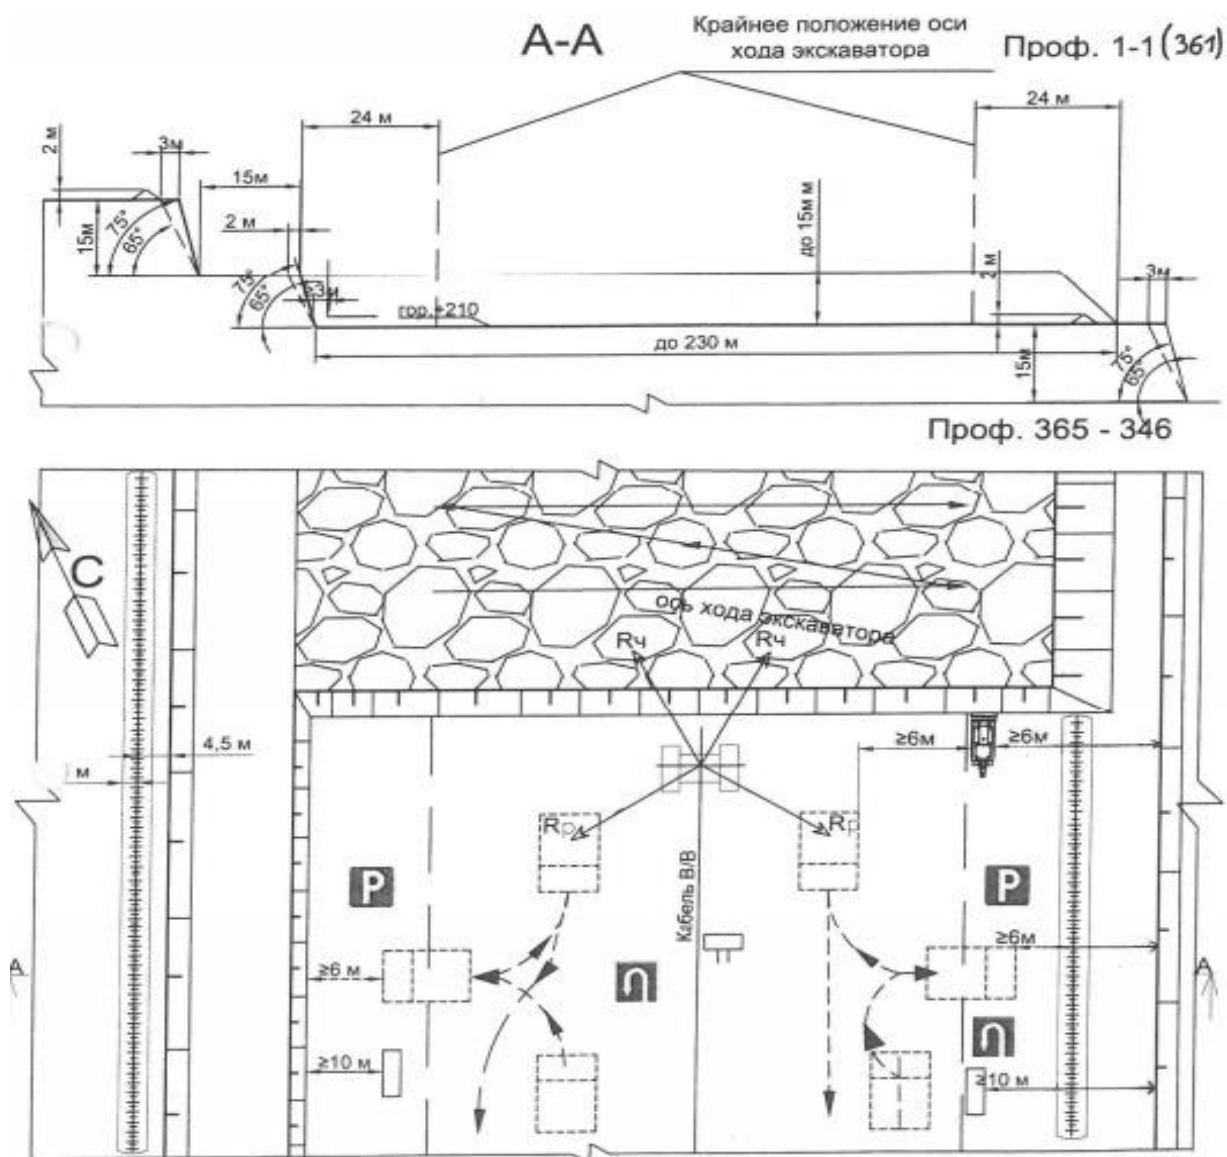 А-А
Крайнее положение оси
хода экскаватора
Проф. 1-1(361)
24 м
24 м
2 м
3м
15м
15м
75°
65°
2 м
75°
65°
3м
до 15м м
2 м
3м
гор.+210
до 230 м
15м
75°
65°
Проф. 365 - 346
С
ось хода экскаватора
Rч
Rч
4,5 м
м
≥6м
≥6м
Rр
Rр
Кабель В/В
P
P
А
≥6 м
≥6м
А
≥10 м
≥10 м